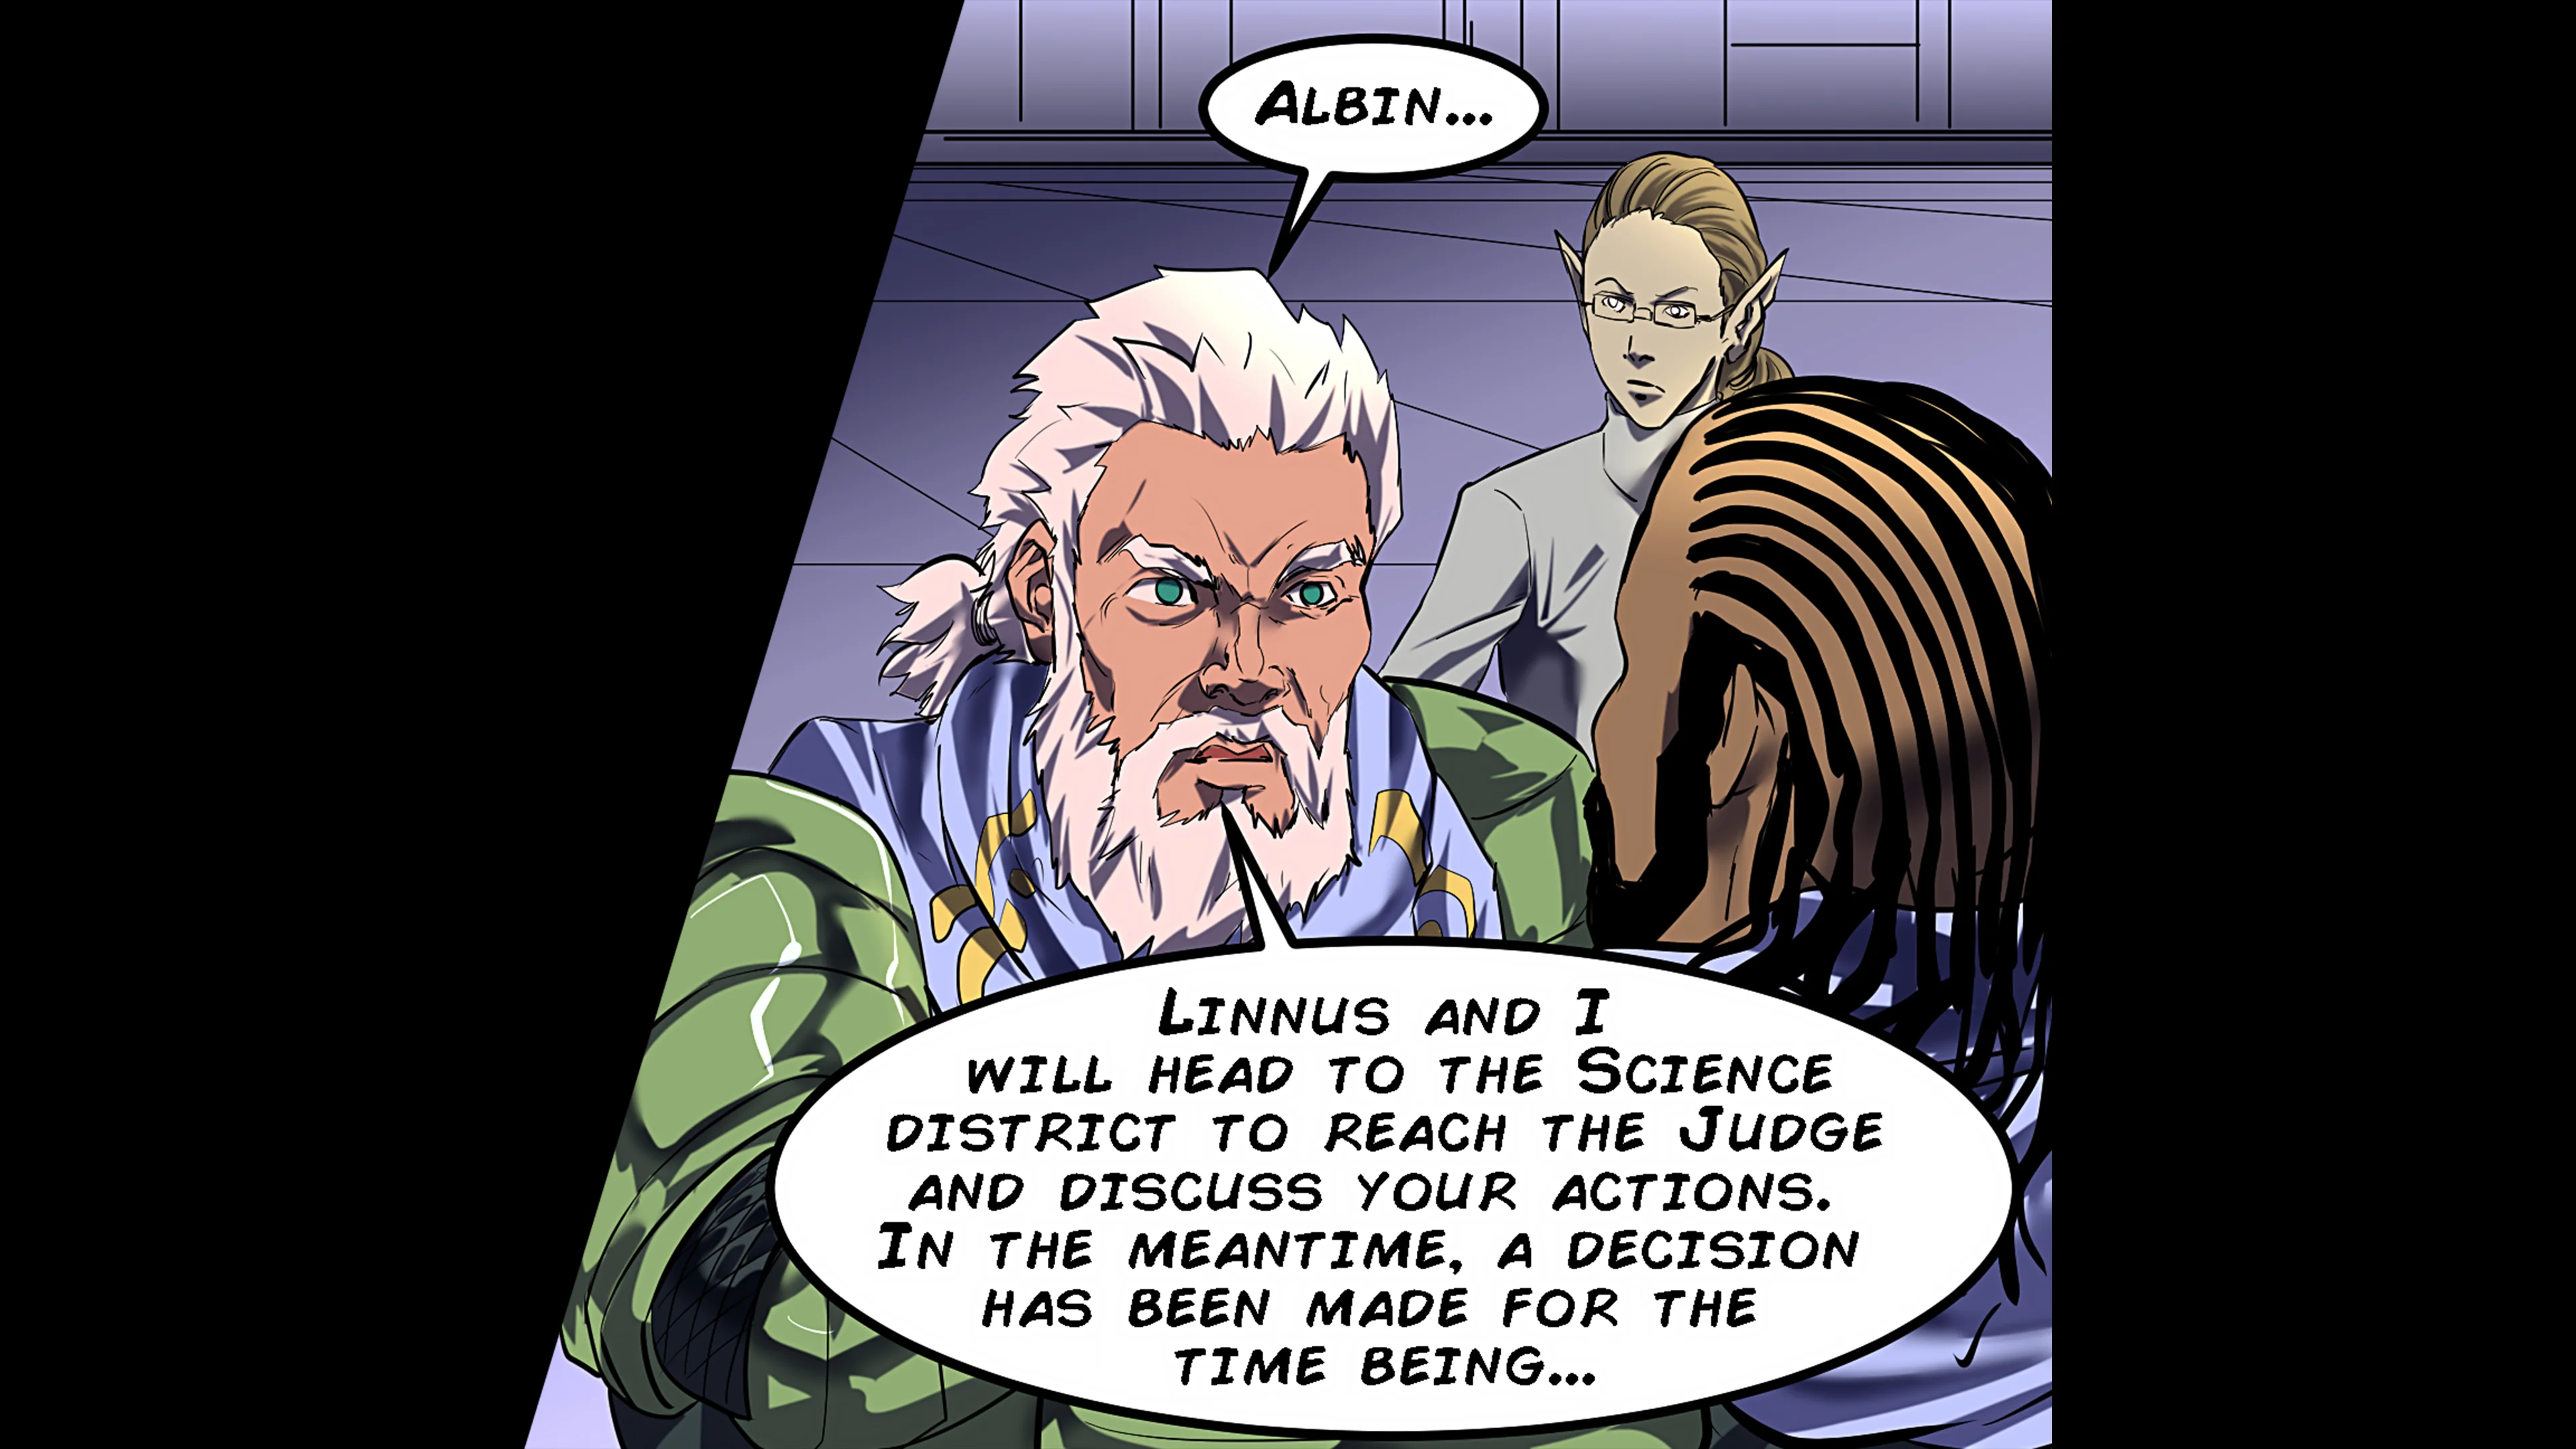 ALBIN...
LINNUS AND I
WILL HEAD TO THE SCIENCE
DISTRICT TO REACH THE JUDGE
AND DISCUSS YOUR ACTIONS.
IN THE MEANTIME, A DECISION
HAS BEEN MADE FOR THE
TIME BEING...